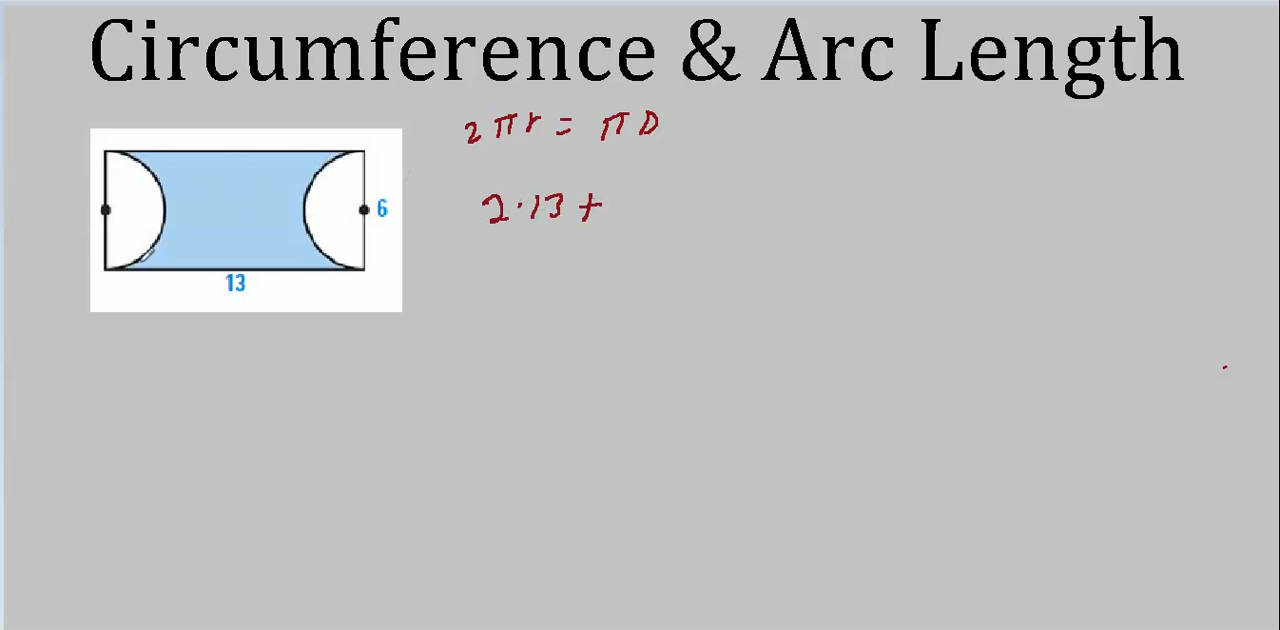 Circumference & Arc Length
2πr = πD
6
2·13 +
13